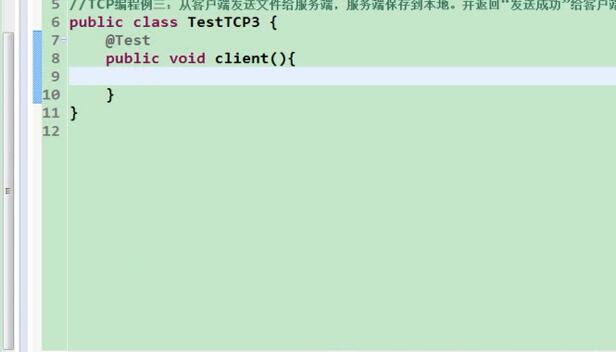 5 //TCP编程例三：从客户端发送文件给服务端，服务端保存到本地。并返回“发送成功”给客户端
6 public class TestTCP3 {
7 @Test
8 public void client(){
9
10 }
11 }
12